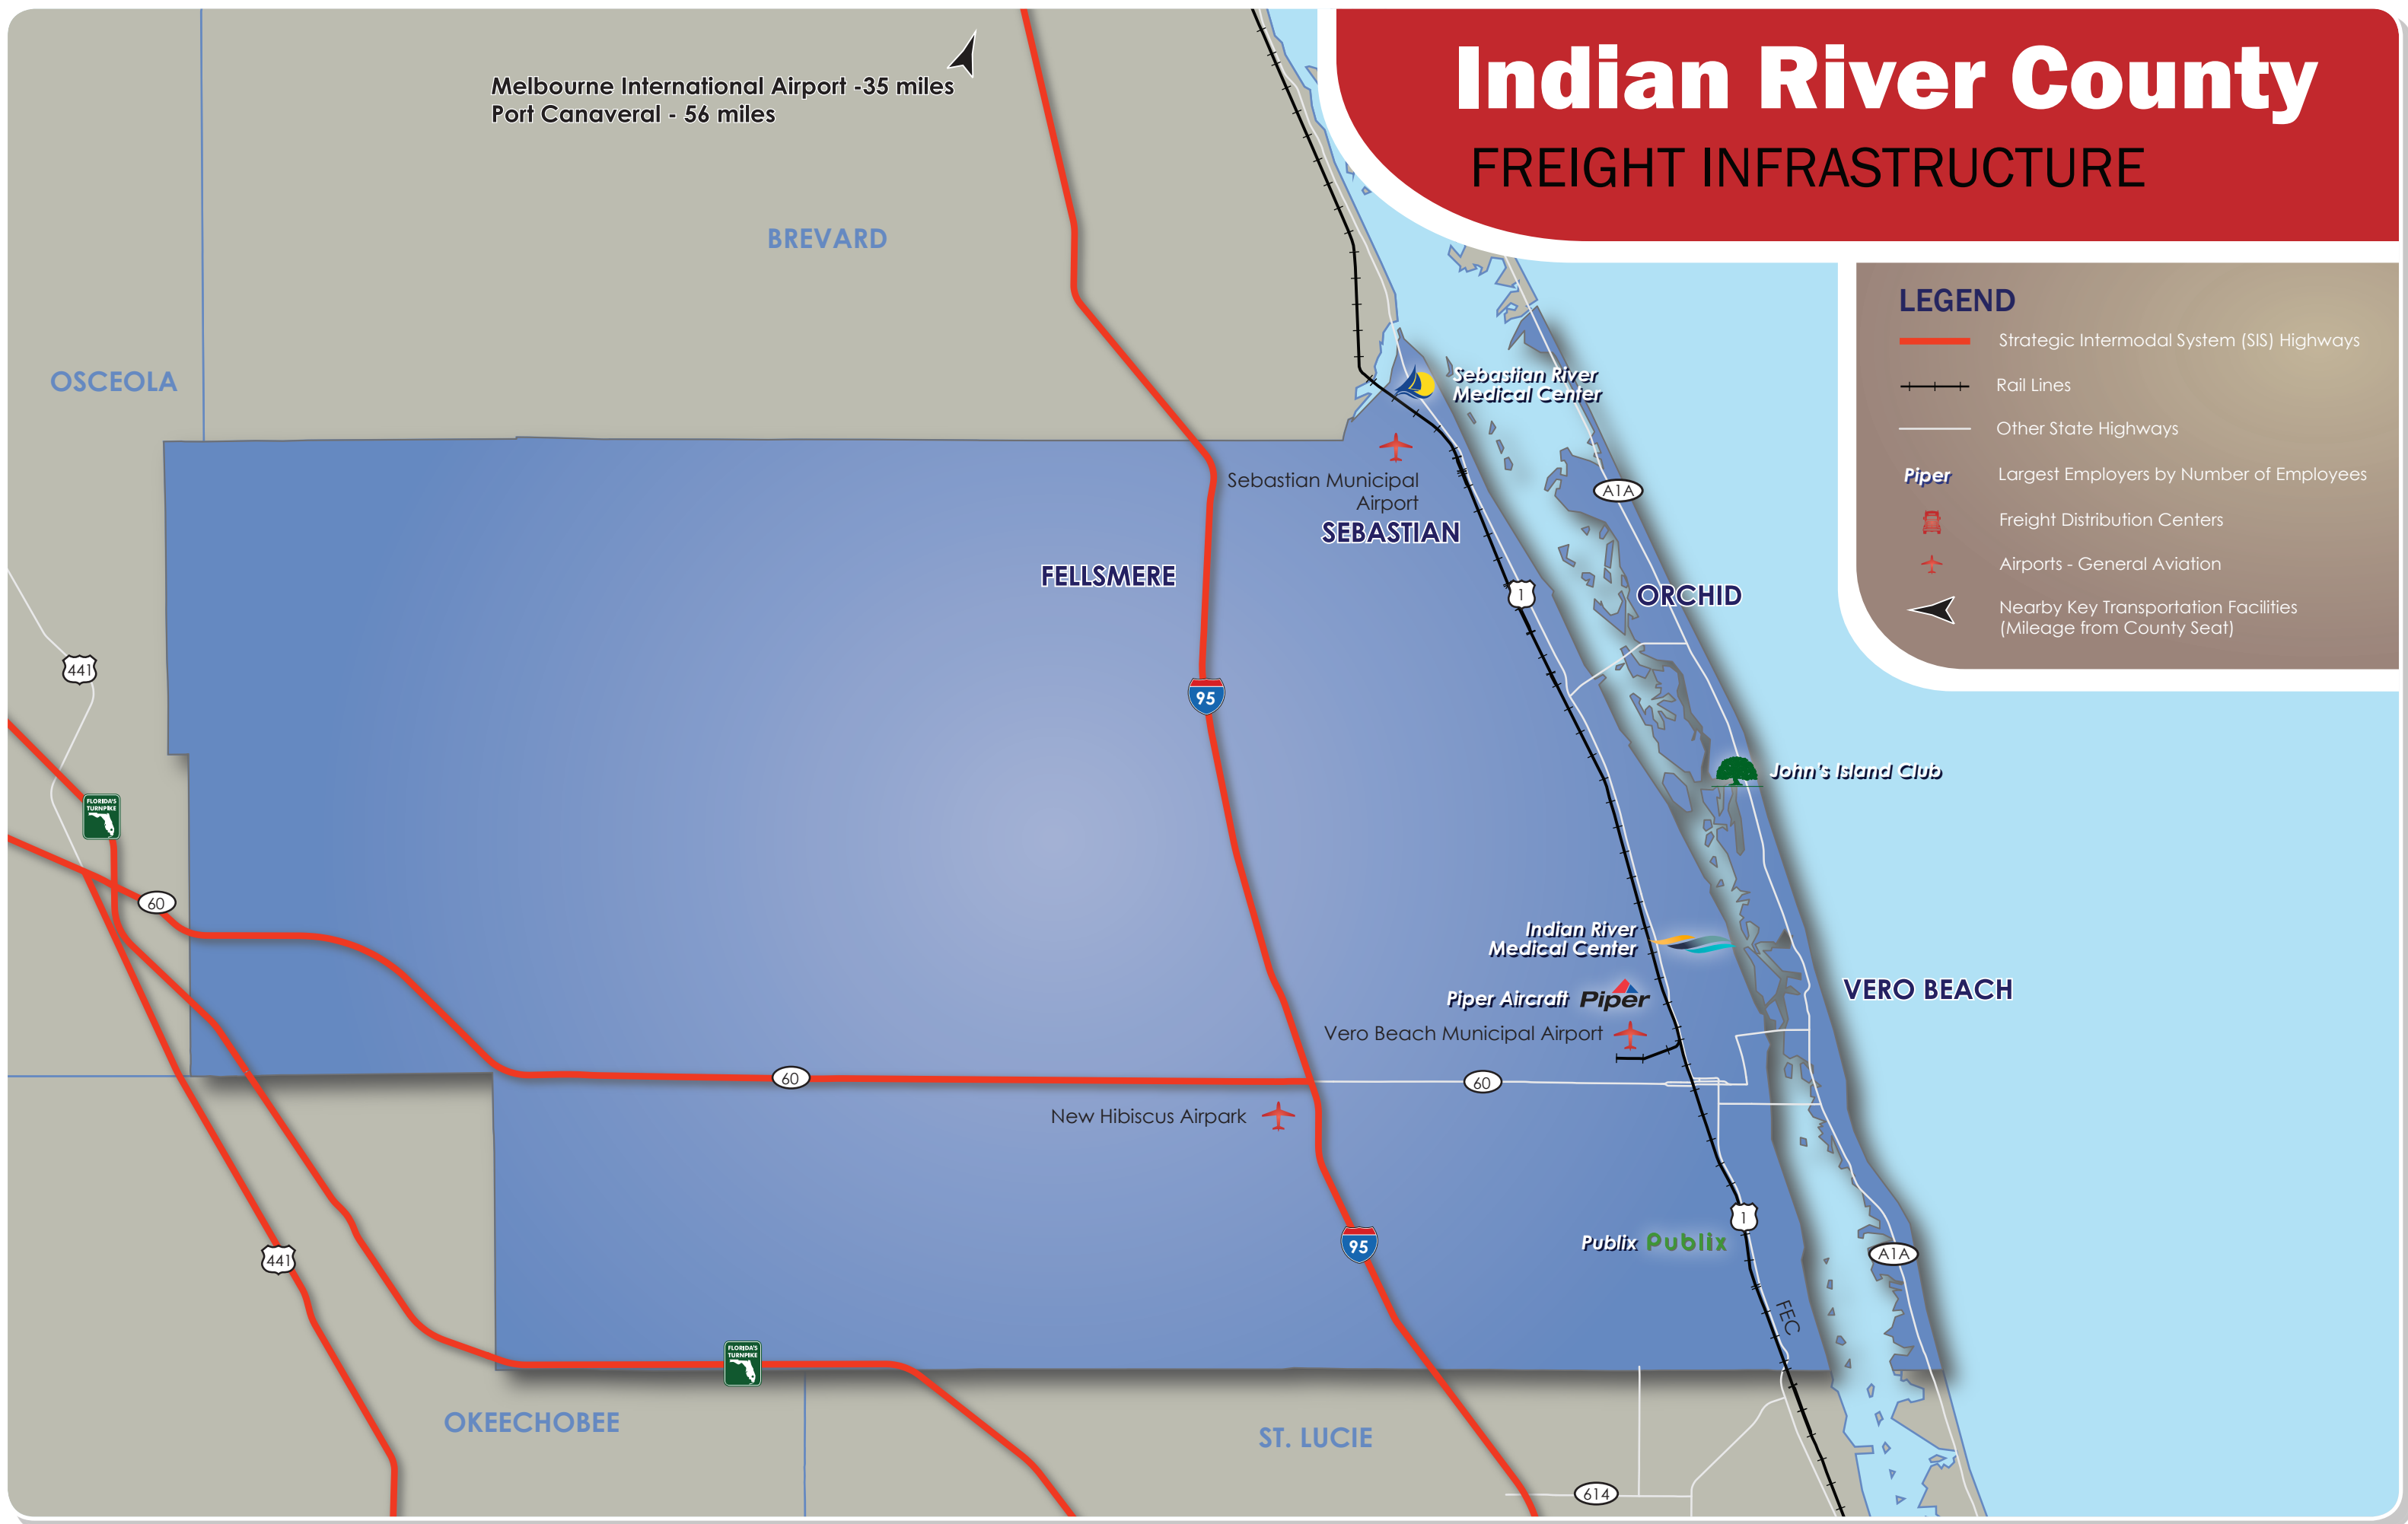 Indian River County
FREIGHT INFRASTRUCTURE
Melbourne International Airport -35 miles
Port Canaveral - 56 miles
BREVARD
OSCEOLA
LEGEND
Strategic Intermodal System (SIS) Highways
Rail Lines
Other State Highways
Piper
Largest Employers by Number of Employees
Freight Distribution Centers
Airports - General Aviation
Nearby Key Transportation Facilities
(Mileage from County Seat)
Sebastian River
Medical Center
Sebastian Municipal
Airport
SEBASTIAN
A1A
FELLSMERE
1
ORCHID
441
95
John's Island Club
FLORIDA'S
TURNPIKE
60
Indian River
Medical Center
Piper Aircraft
Piper
VERO BEACH
Vero Beach Municipal Airport
60
60
New Hibiscus Airpark
1
Publix
Publix
95
441
A1A
FEC
FLORIDA'S
TURNPIKE
OKEECHOBEE
ST. LUCIE
614